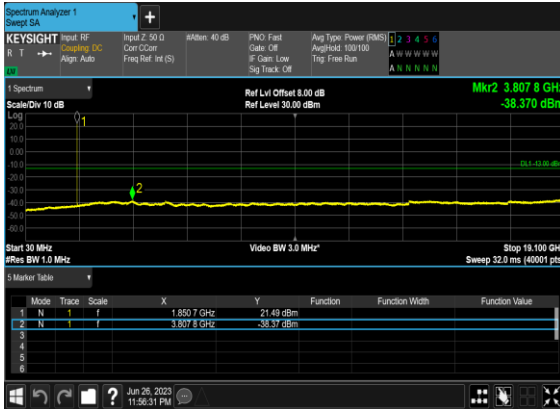 Spectrum Analyzer 1
Swept SA
+
KEYSIGHT Input: RF Input Z: 50 Ω #Atten: 40 dB PNO: Fast Avg Type: Power (RMS) 1 2 3 4 5 6
R T Coupling: DC Corr CCorr Gate: Off Avg|Hold: 100/100 A W W W W W
Align: Auto Freq Ref: Int (S) IF Gain: Low Trig: Free Run
Sig Track: Off A N N N N N
1 Spectrum
Scale/Div 10 dB Ref Lvl Offset 8.00 dB Mkr2 3.807 8 GHz
Ref Level 30.00 dBm -38.370 dBm
Log
20.0
10.0
0.00
-10.0
-20.0
-30.0
-40.0
-50.0
-60.0
1
2
DL1 -13.00 dBm
Start 30 MHz Video BW 3.0 MHz* Stop 19.100 GHz
#Res BW 1.0 MHz Sweep 32.0 ms (40001 pts)
5 Marker Table
Mode Trace Scale X Y Function Function Width Function Value
1 N 1 f 1.850 7 GHz 21.49 dBm
2 N 1 f 3.807 8 GHz -38.37 dBm
3
4
5
6
? Jun 26, 2023
11:56:31 PM